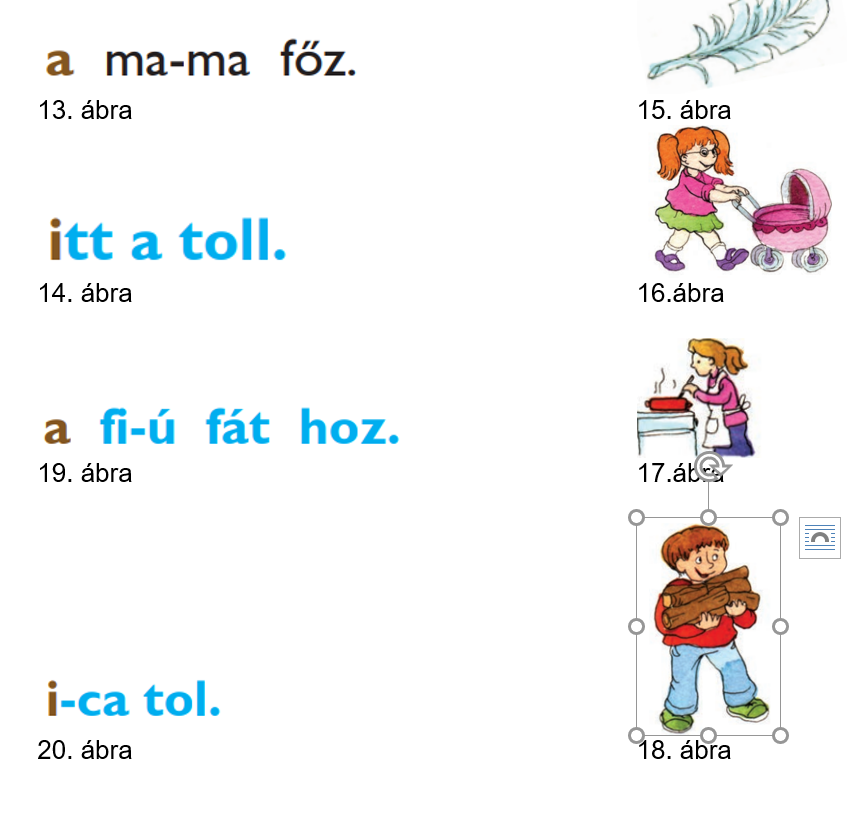 a ma-ma főz.
13. ábra
15. ábra
itt a toll.
14. ábra
16.ábra
a fi-ú fát hoz.
19. ábra
17.ábra
i-ca tol.
20. ábra
18. ábra